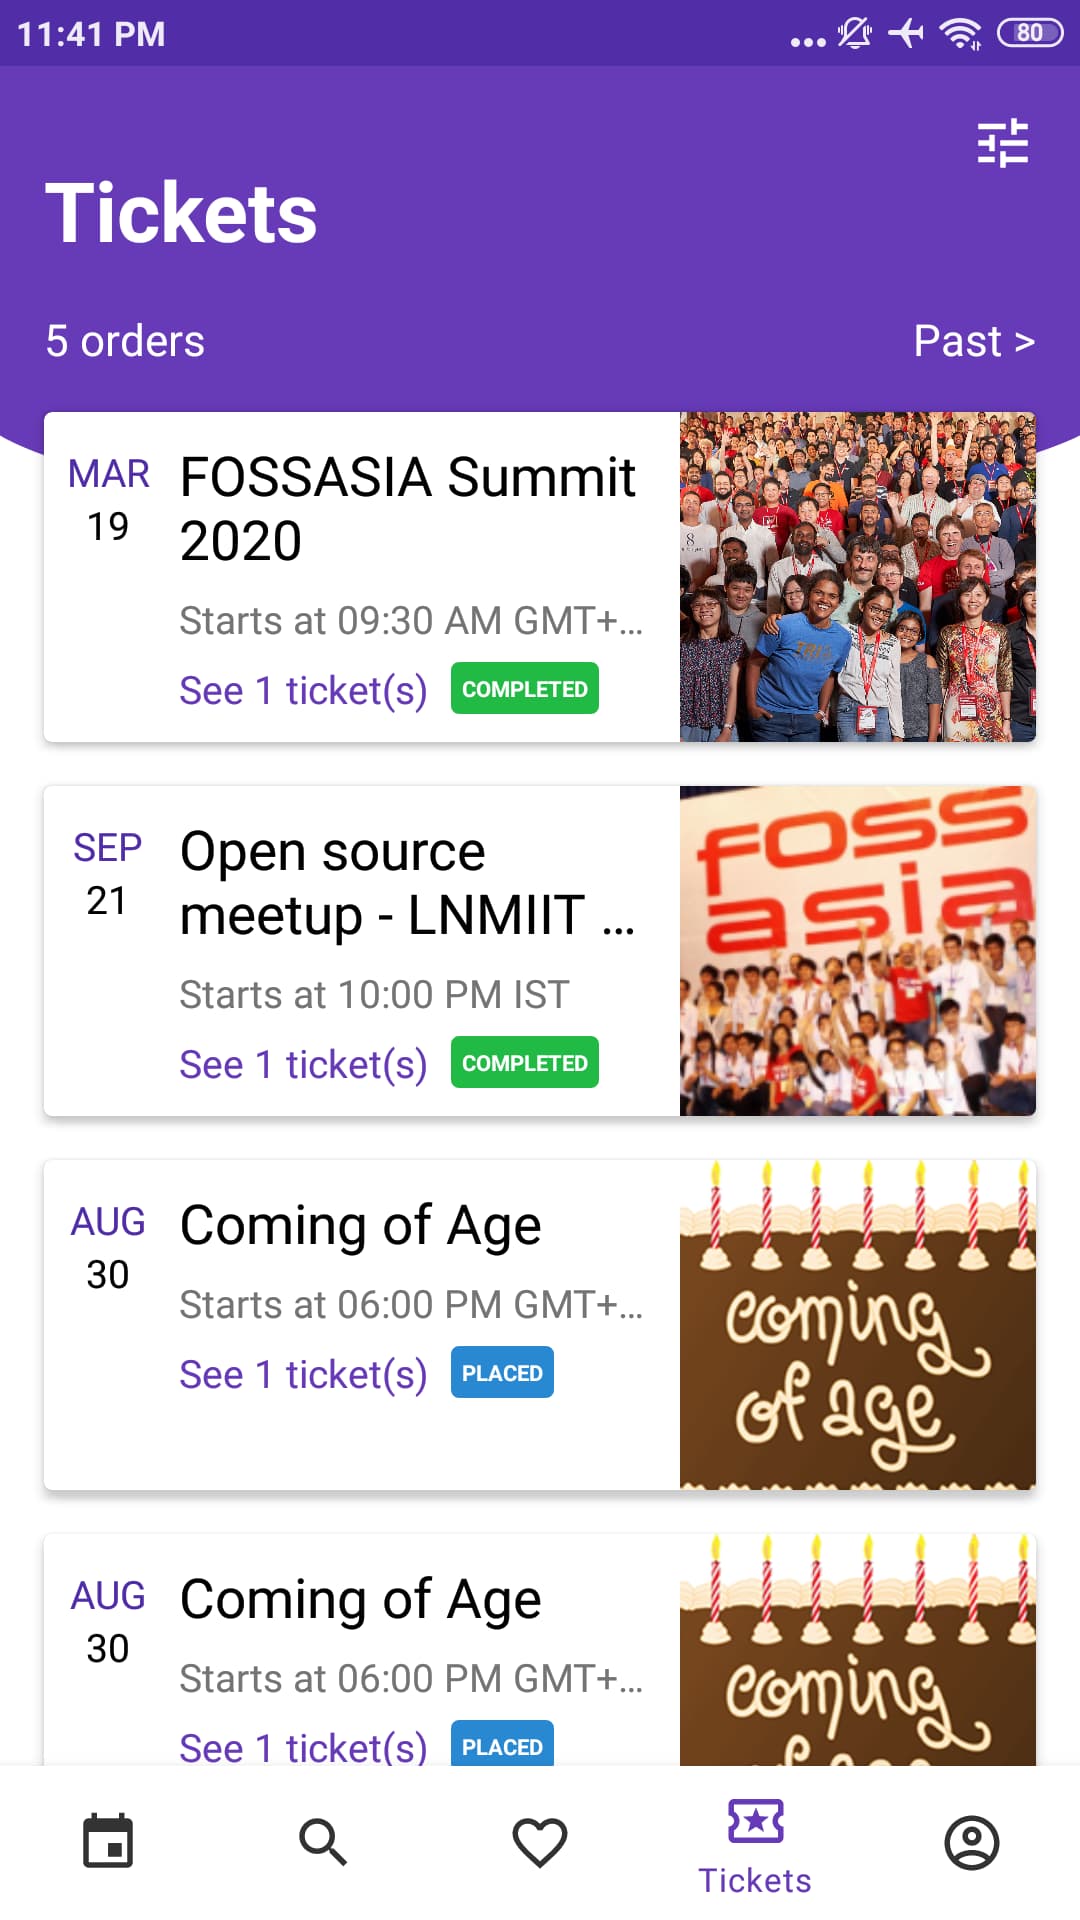 11:41 PM
80
Tickets
5 orders
Past >
MAR
19
FOSSASIA Summit
2020
Starts at 09:30 AM GMT+...
See 1 ticket(s)
COMPLETED
SEP
21
Open source
meetup - LNMIIT ...
Starts at 10:00 PM IST
See 1 ticket(s)
COMPLETED
foss
asia
AUG
30
Coming of Age
Starts at 06:00 PM GMT+...
See 1 ticket(s)
PLACED
coming
of age
AUG
30
Coming of Age
Starts at 06:00 PM GMT+...
See 1 ticket(s)
PLACED
coming
Tickets